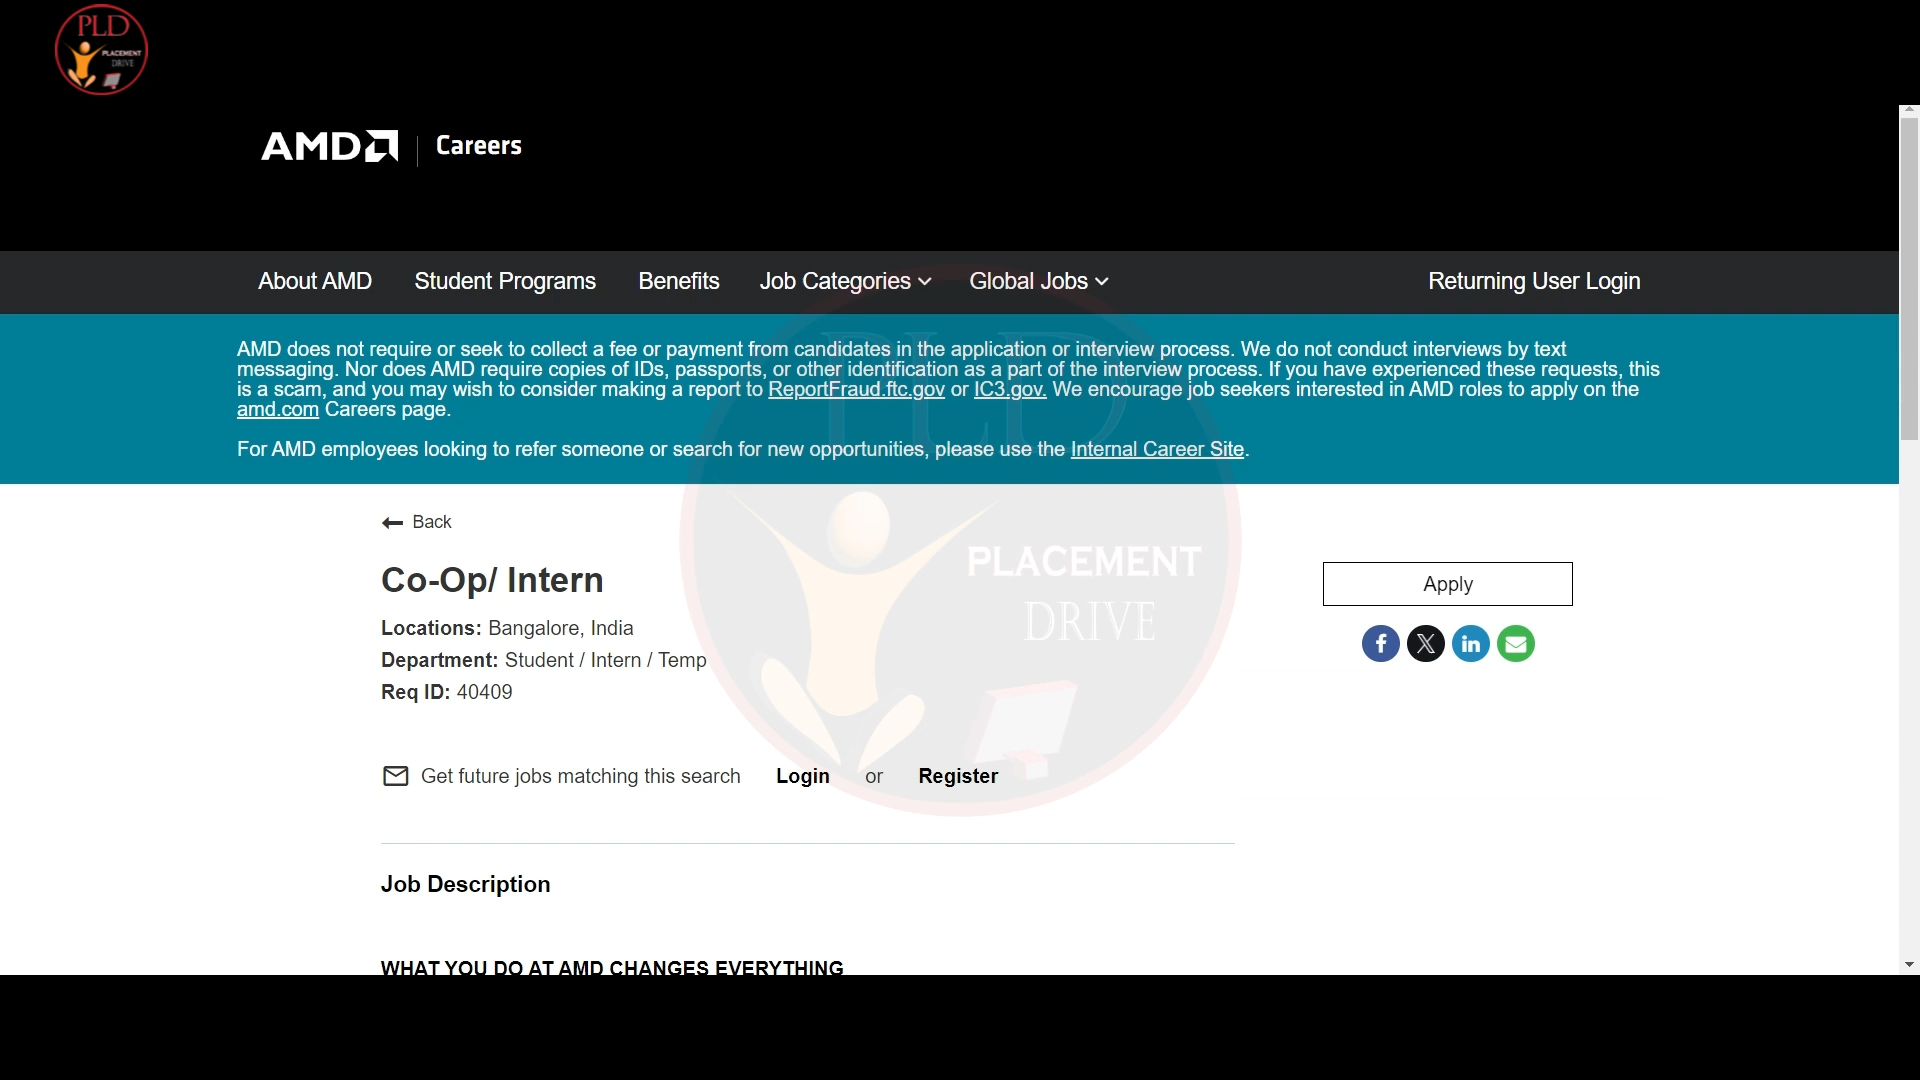 PLD
PLACEMENT
DRIVE
AMD Careers
About AMD Student Programs Benefits Job Categories Global Jobs Returning User Login
AMD does not require or seek to collect a fee or payment from candidates in the application or interview process. We do not conduct interviews by text
messaging. Nor does AMD require copies of IDs, passports, or other identification as a part of the interview process. If you have experienced these requests, this
is a scam, and you may wish to consider making a report to ReportFraud.ftc.gov or IC3.gov. We encourage job seekers interested in AMD roles to apply on the
amd.com Careers page.
For AMD employees looking to refer someone or search for new opportunities, please use the Internal Career Site.
PLD
Back
PLACEMENT
DRIVE
Co-Op/ Intern
Apply
Locations: Bangalore, India
Department: Student / Intern / Temp
Req ID: 40409
Get future jobs matching this search Login or Register
Job Description
WHAT YOU DO AT AMD CHANGES EVERYTHING